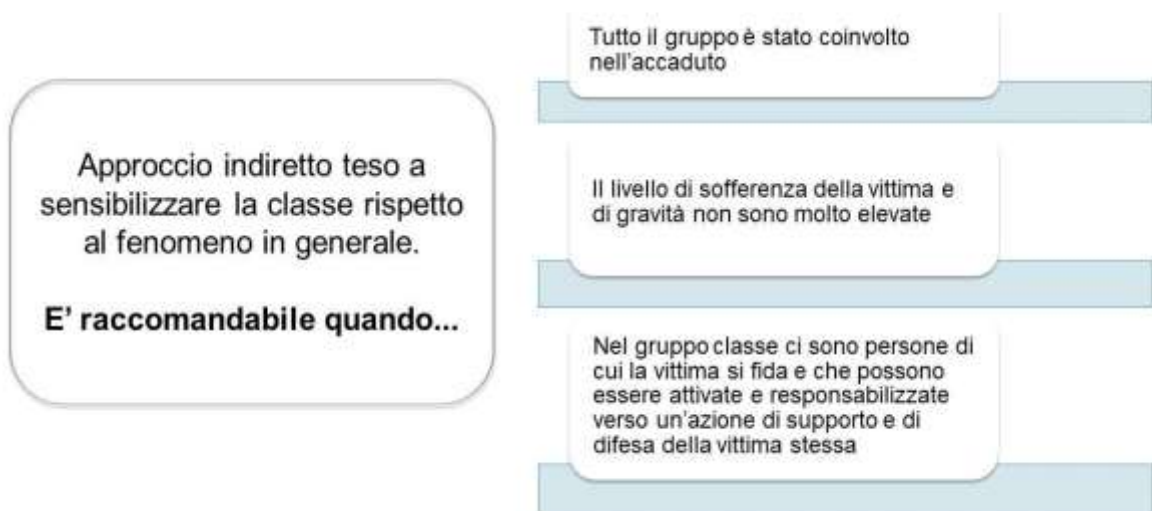 Approccio indiretto teso a
sensibilizzare la classe rispetto
al fenomeno in generale.
E' raccomandabile quando...
Tutto il gruppo è stato coinvolto
nell'accaduto
Il livello di sofferenza della vittima e
di gravità non sono molto elevate
Nel gruppo classe ci sono persone di
cui la vittima si fida e che possono
essere attivate e responsabilizzate
verso un'azione di supporto e di
difesa della vittima stessa